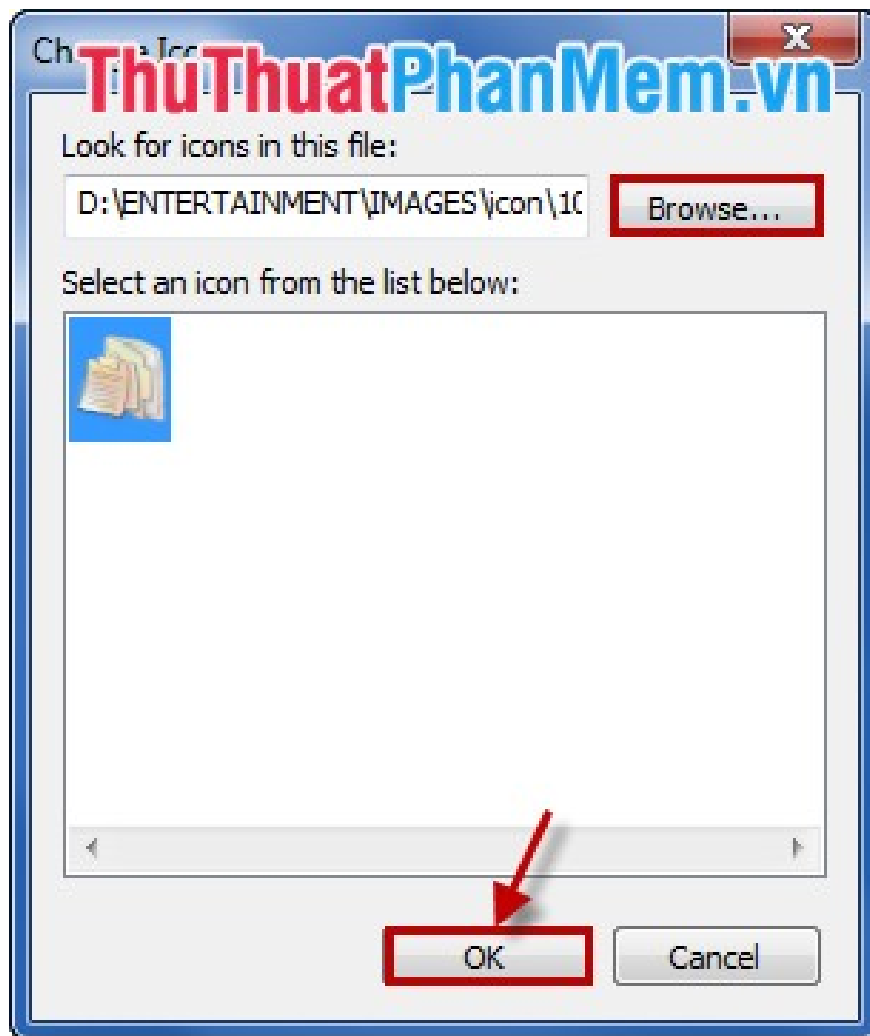 ThuThuatPhanMem.vn
Look for icons in this file:
D:\ENTERTAINMENT\IMAGES\icon\10
Browse...
Select an icon from the list below:
OK
Cancel